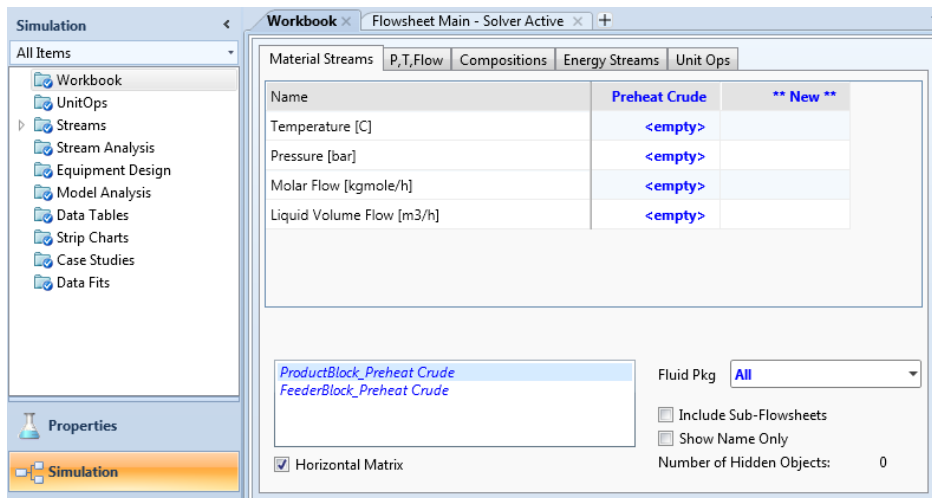 Simulation
All Items
Workbook
UnitOps
Streams
Stream Analysis
Equipment Design
Model Analysis
Data Tables
Strip Charts
Case Studies
Data Fits
Properties
Simulation
Workbook
Flowsheet Main - Solver Active
Material Streams P,T,Flow Compositions Energy Streams Unit Ops
Name Preheat Crude ** New **
Temperature [C] <empty>
Pressure [bar] <empty>
Molar Flow [kgmole/h] <empty>
Liquid Volume Flow [m3/h] <empty>
ProductBlock_Preheat Crude
FeederBlock_Preheat Crude
Horizontal Matrix
Fluid Pkg All
Include Sub-Flowsheets
Show Name Only
Number of Hidden Objects: 0